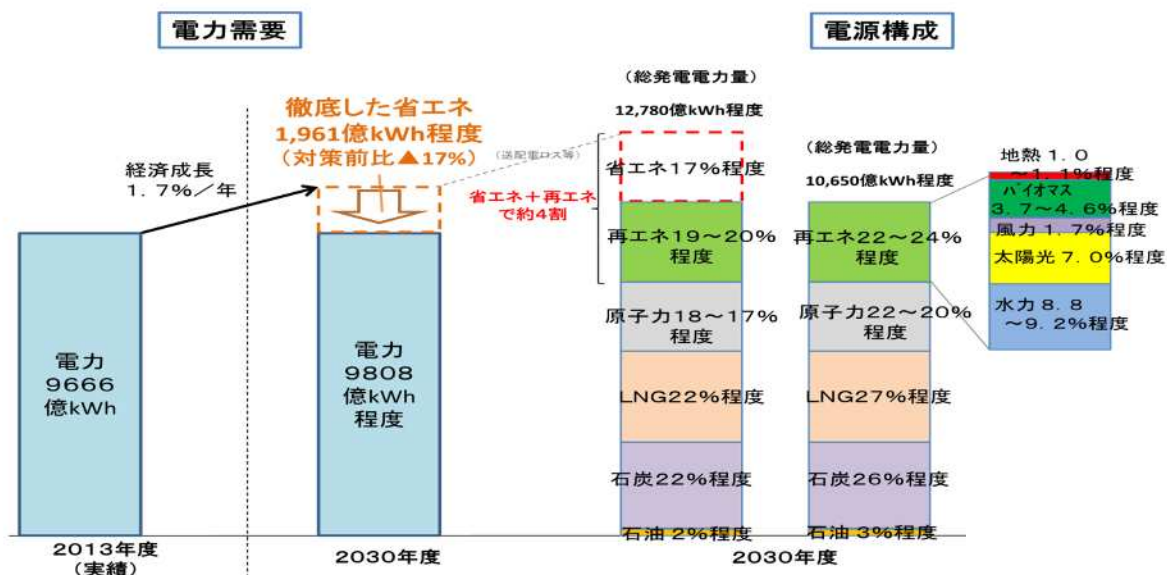 電力需要
電源構成
徹底した省エネ
1,961億kWh程度
(対策前比▲17%)
経済成長
1.7%/年
電力
9666
億kWh
電力
9808
億kWh
程度
2013年度
(実績)
2030年度
(送配電ロス等)
省エネ+再エネ
で約4割
(総発電電力量)
12,780億kWh程度
省エネ17%程度
再エネ19~20%
程度
原子力18~17%
程度
LNG22%程度
石炭22%程度
石油 2%程度
(総発電電力量)
10,650億kWh程度
再エネ22~24%
程度
原子力22~20%
程度
LNG27%程度
石炭26%程度
石油 3%程度
2030年度
地熱 1.0
~1.1%程度
バイオマス
3.7~4.6%程度
風力 1.7%程度
太陽光 7.0%程度
水力 8.8
~9.2%程度